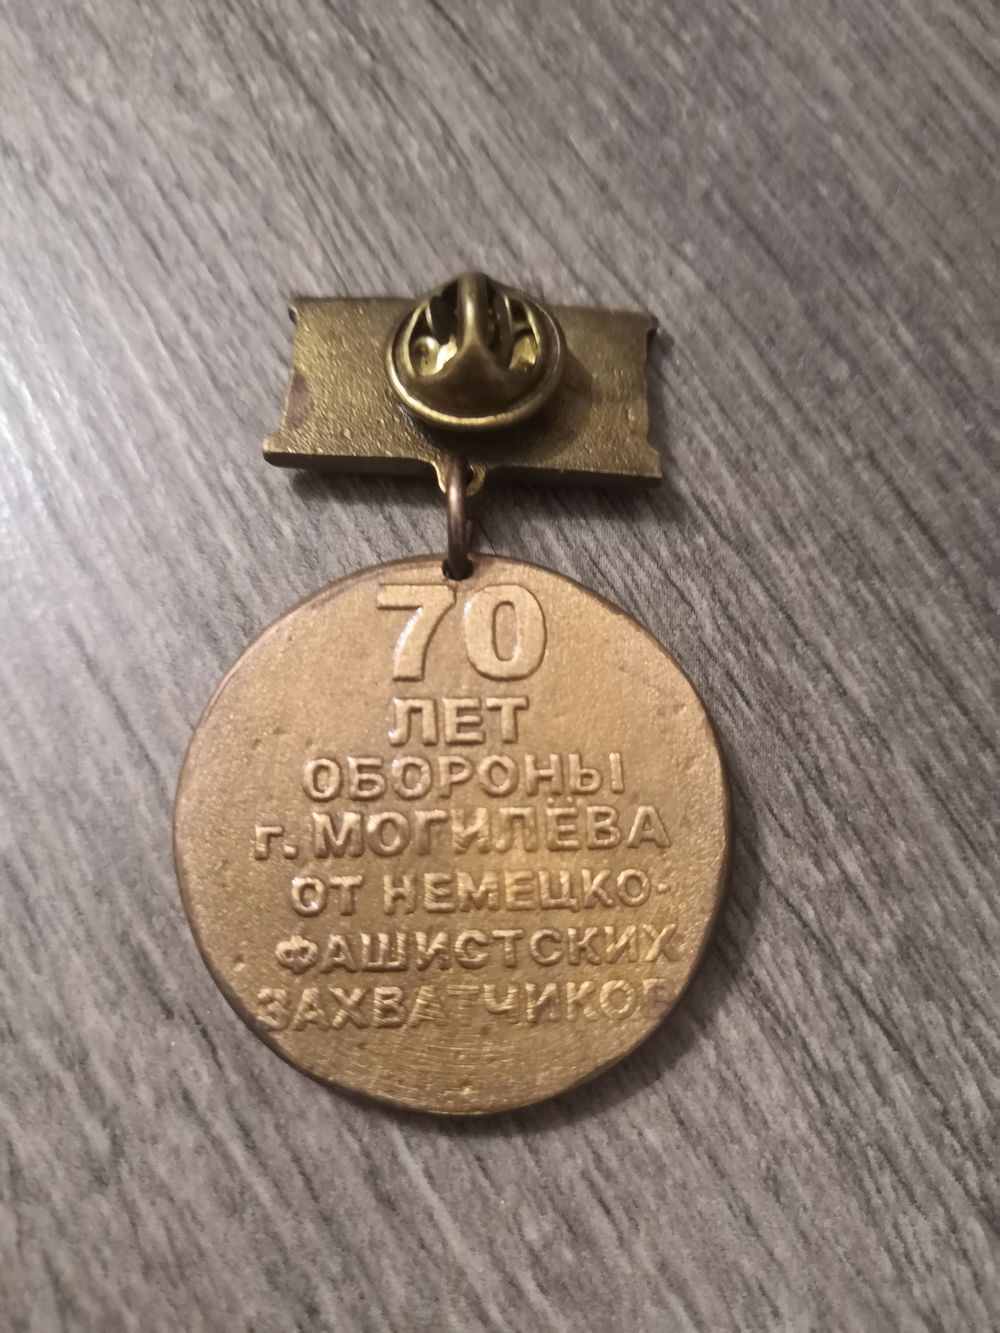 70
ЛЕТ
ОБОРОНЫ
г. МОГИЛЁВА
ОТ НЕМЕЦКО-
ФАШИСТСКИХ
ЗАХВАТЧИКОВ